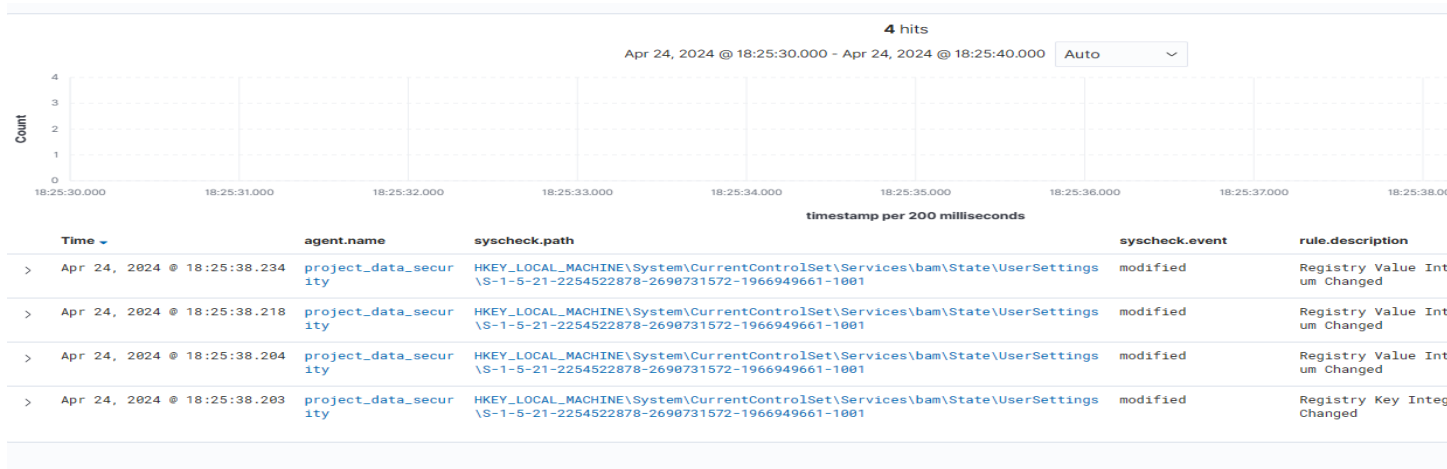 4 hits
Apr 24, 2024 @ 18:25:30.000 - Apr 24, 2024 @ 18:25:40.000 Auto
4
3
2
1
0
Count
18:25:30.000 18:25:31.000 18:25:32.000 18:25:33.000 18:25:34.000 18:25:35.000 18:25:36.000 18:25:37.000 18:25:38.00
timestamp per 200 milliseconds
Time agent.name syscheck.path syscheck.event rule.description
Apr 24, 2024 @ 18:25:38.234 project_data_secur HKEY_LOCAL_MACHINE\System\CurrentControlSet\Services\bam\State\UserSettings modified Registry Value Int
ity \S-1-5-21-2254522878-2690731572-1966949661-1001 um Changed
Apr 24, 2024 @ 18:25:38.218 project_data_secur HKEY_LOCAL_MACHINE\System\CurrentControlSet\Services\bam\State\UserSettings modified Registry Value Int
ity \S-1-5-21-2254522878-2690731572-1966949661-1001 um Changed
Apr 24, 2024 @ 18:25:38.204 project_data_secur HKEY_LOCAL_MACHINE\System\CurrentControlSet\Services\bam\State\UserSettings modified Registry Value Int
ity \S-1-5-21-2254522878-2690731572-1966949661-1001 um Changed
Apr 24, 2024 @ 18:25:38.203 project_data_secur HKEY_LOCAL_MACHINE\System\CurrentControlSet\Services\bam\State\UserSettings modified Registry Key Integ
ity \S-1-5-21-2254522878-2690731572-1966949661-1001 Changed